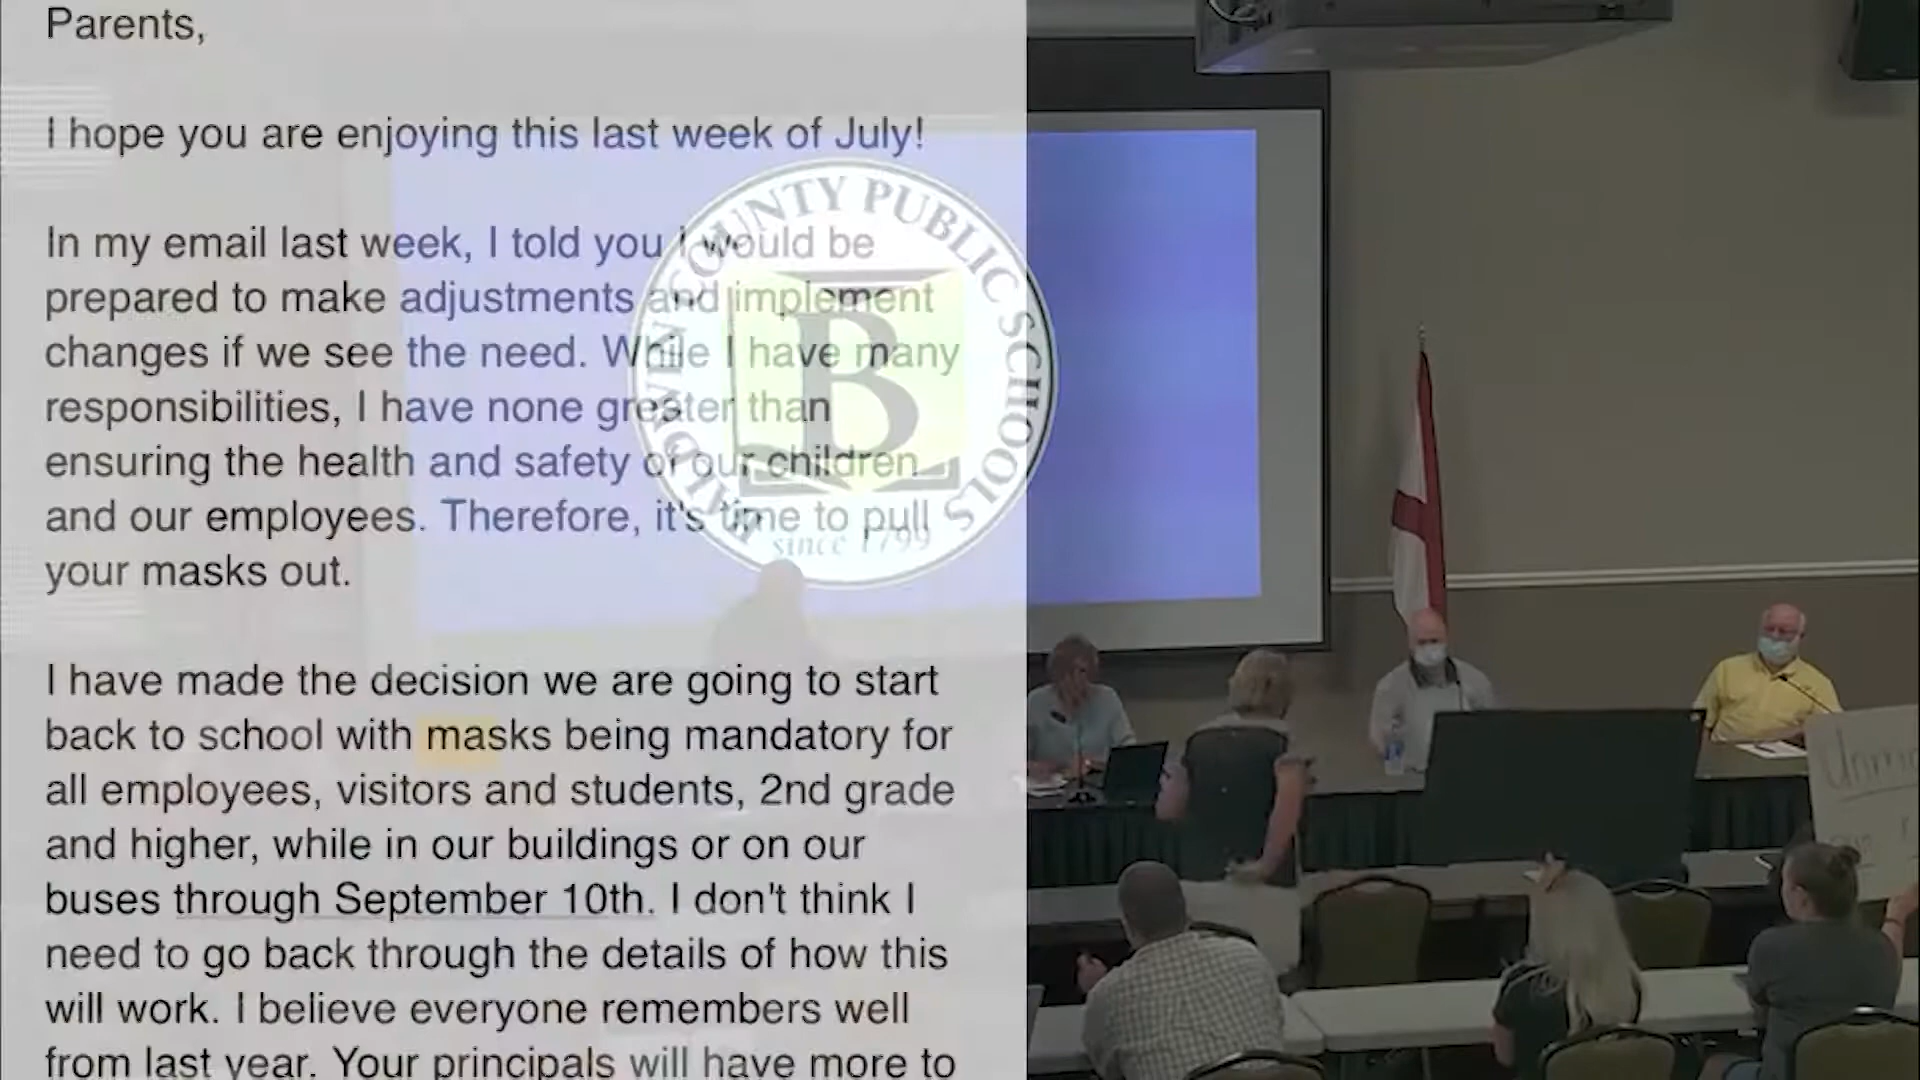 Parents,
I hope you are enjoying this last week of July!
In my email last week, I told you I would be
prepared to make adjustments and implement
changes if we see the need. While I have many
responsibilities, I have none greater than
ensuring the health and safety of our children
and our employees. Therefore, it's time to pull
your masks out.
I have made the decision we are going to start
back to school with masks being mandatory for
all employees, visitors and students, 2nd grade
and higher, while in our buildings or on our
buses through September 10th. I don't think I
need to go back through the details of how this
will work. I believe everyone remembers well
from last year. Your principals will have more to
BALDWIN COUNTY PUBLIC SCHOOLS
B
since 1799